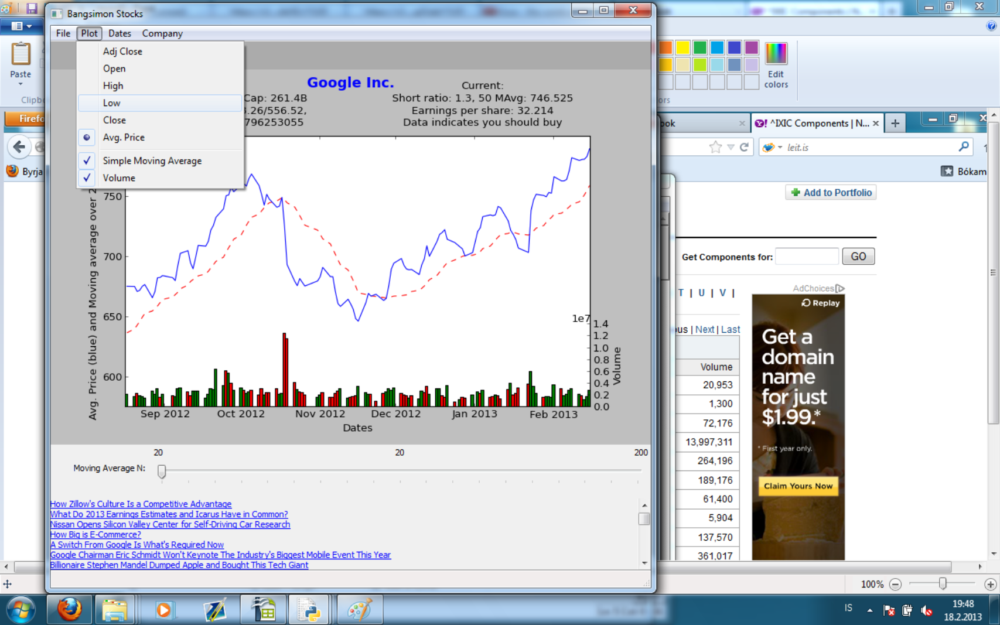 Bangsimon Stocks
File Plot Dates Company
Adj Close
Open
High
Low
Close
Avg. Price
Simple Moving Average
Volume
Google Inc.
Cap: 261.4B
.26/556.52,
796253055
Current:
Short ratio: 1.3, 50 MAvg: 746.525
Earnings per share: 32.214
Data indicates you should buy
Avg. Price (blue) and Moving average over 2
750
700
650
600
1e7
1.4
1.2
1.0
0.8
0.6
0.4
0.2
0.0
Volume
Sep 2012 Oct 2012 Nov 2012 Dec 2012 Jan 2013 Feb 2013
Dates
20 20 200
Moving Average N:
How Zillow's Culture Is a Competitive Advantage
What Do 2013 Earnings Estimates and Icarus Have in Common?
Nissan Opens Silicon Valley Center for Self-Driving Car Research
How Big is E-Commerce?
A Switch From Google Is What's Required Now
Google Chairman Eric Schmidt Won't Keynote The Industry's Biggest Mobile Event This Year
Billionaire Stephen Mandel Dumped Apple and Bought This Tech Giant
Paste
Clipb
Firefo
Byrja
Edit
colors
ors
ook
Y! ^IXIC Components | N...
leit.is
Bókam
Add to Portfolio
Get Components for: GO
T | U | V |
ous | Next | Last
Volume
20,953
1,300
72,176
13,997,311
264,196
189,176
61,400
5,904
137,570
361,017
AdChoices
Replay
Get a
domain
name
for just
$1.99.*
* First year only.
Claim Yours Now
100%
IS
19:48
18.2.2013